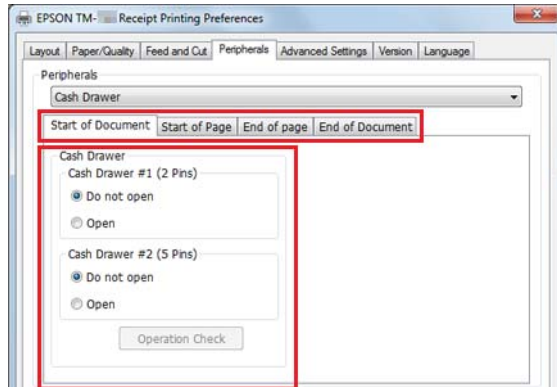 EPSON TM- Receipt Printing Preferences
Layout Paper/Quality Feed and Cut Peripherals Advanced Settings Version Language
Peripherals
Cash Drawer
Start of Document Start of Page End of page End of Document
Cash Drawer
Cash Drawer #1 (2 Pins)
Do not open
Open
Cash Drawer #2 (5 Pins)
Do not open
Open
Operation Check